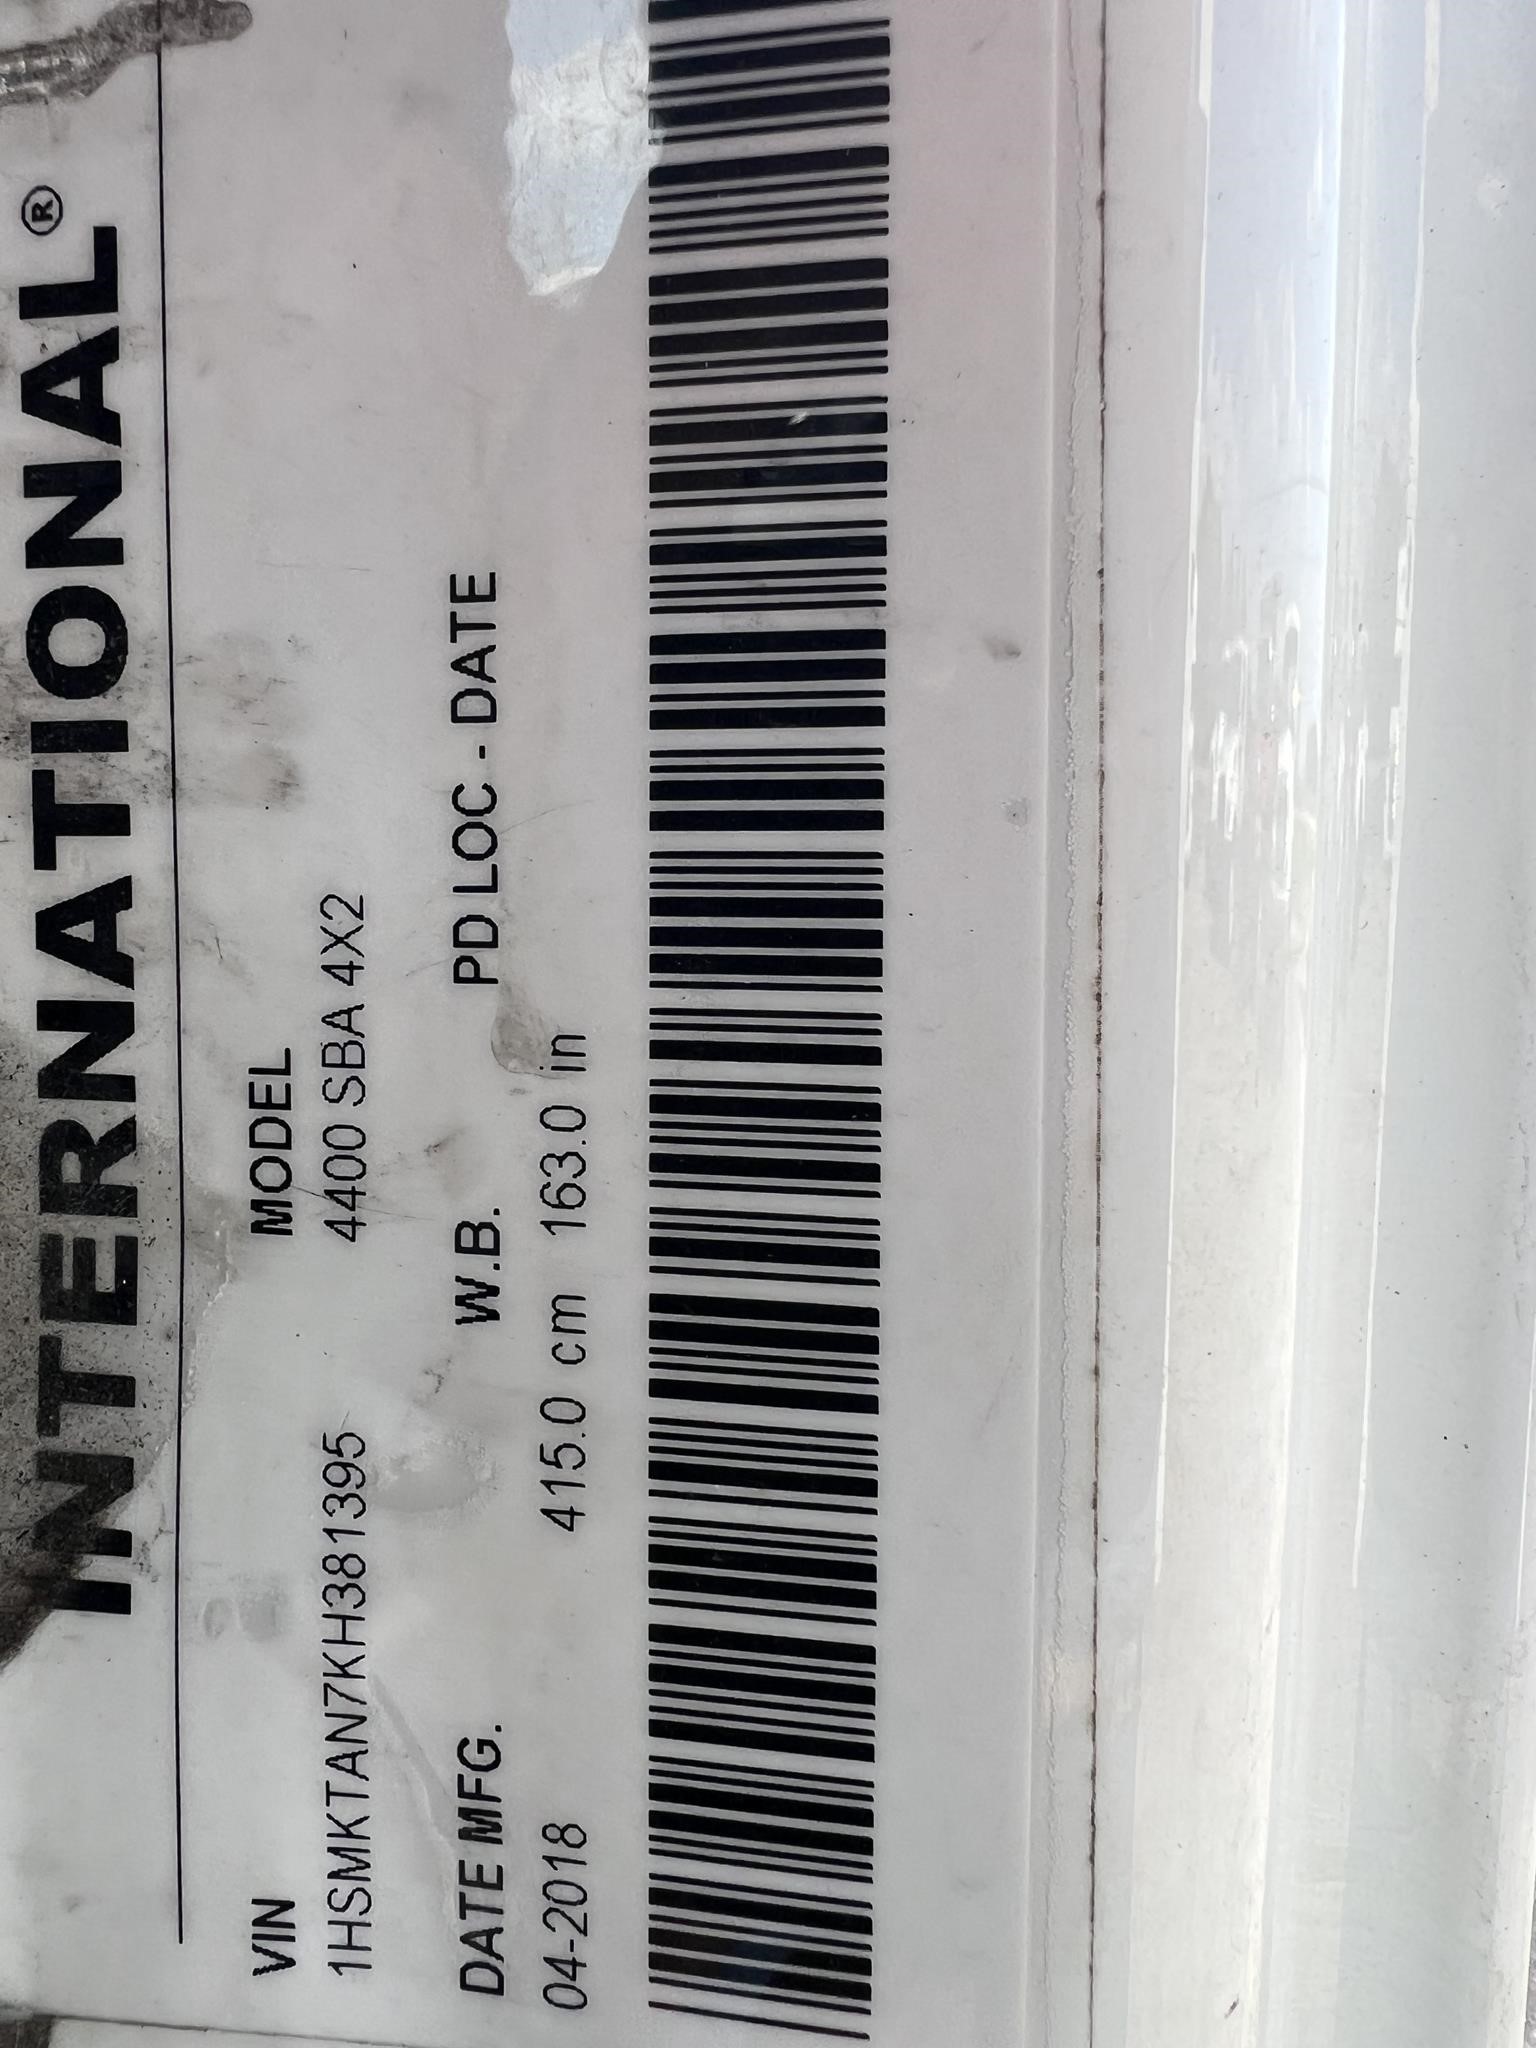 INTERNATIONAL®
VIN MODEL
1HSMKTAN7KH381395 4400 SBA 4X2
DATE MFG. W.B. PD LOC - DATE
04-2018 415.0 cm 163.0 in